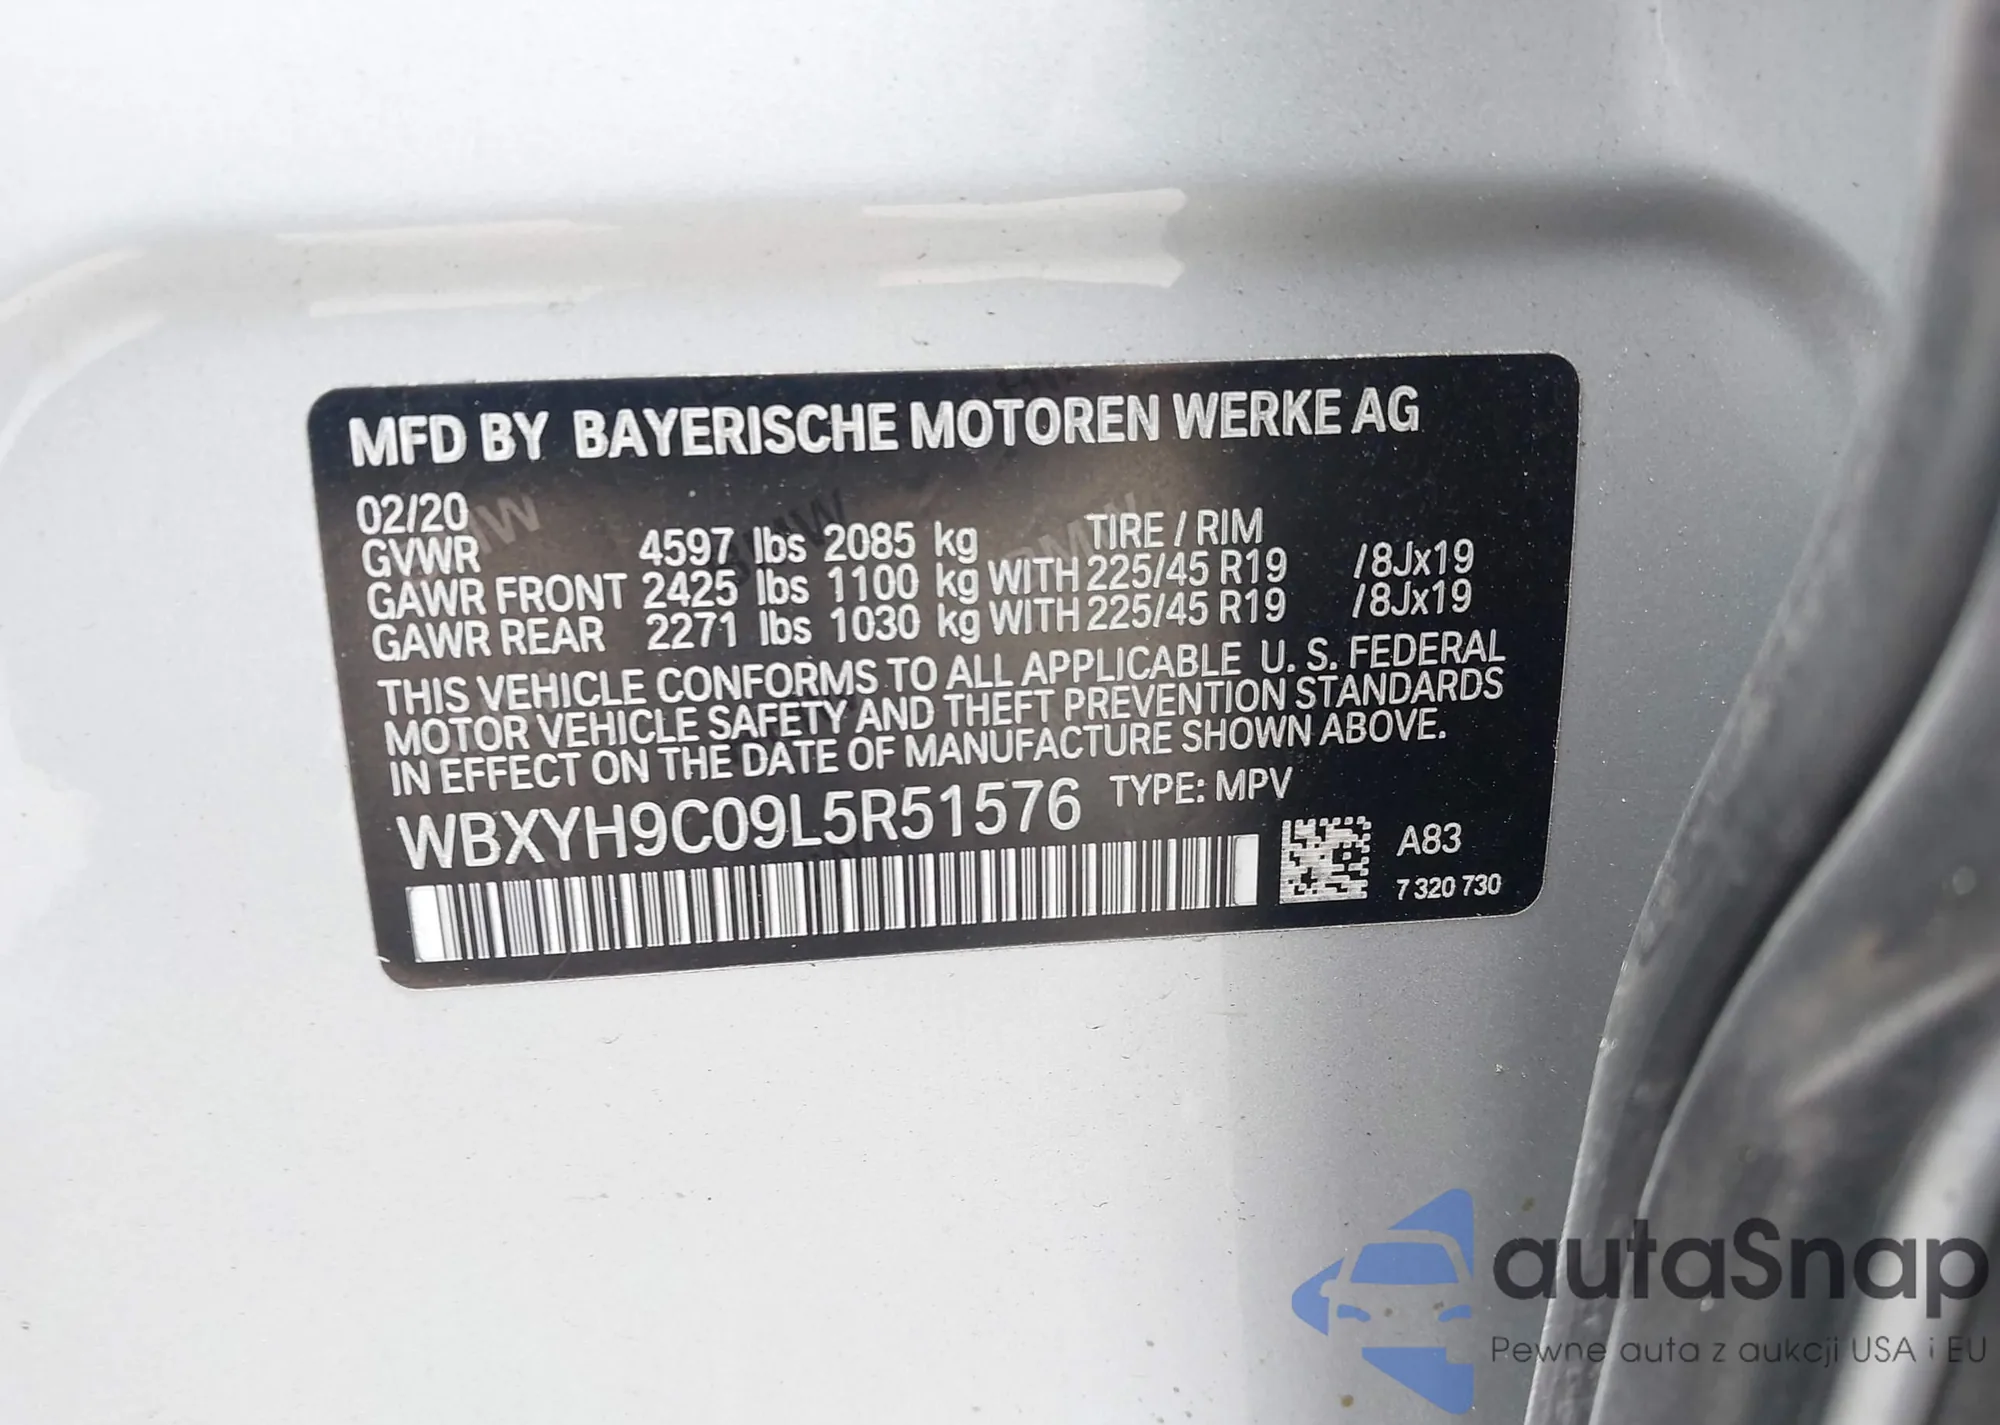 MFD BY BAYERISCHE MOTOREN WERKE AG
02/20
TIRE / RIM
GVWR 4597 lbs 2085 kg
GAWR FRONT 2425 lbs 1100 kg WITH 225/45 R19 /8Jx19
GAWR REAR 2271 lbs 1030 kg WITH 225/45 R19 /8Jx19
THIS VEHICLE CONFORMS TO ALL APPLICABLE U. S. FEDERAL
MOTOR VEHICLE SAFETY AND THEFT PREVENTION STANDARDS
IN EFFECT ON THE DATE OF MANUFACTURE SHOWN ABOVE.
WBXYH9C09L5R51576 TYPE: MPV
A83
7 320 730
autaSnap
Pewne auta z aukcji USA i EU